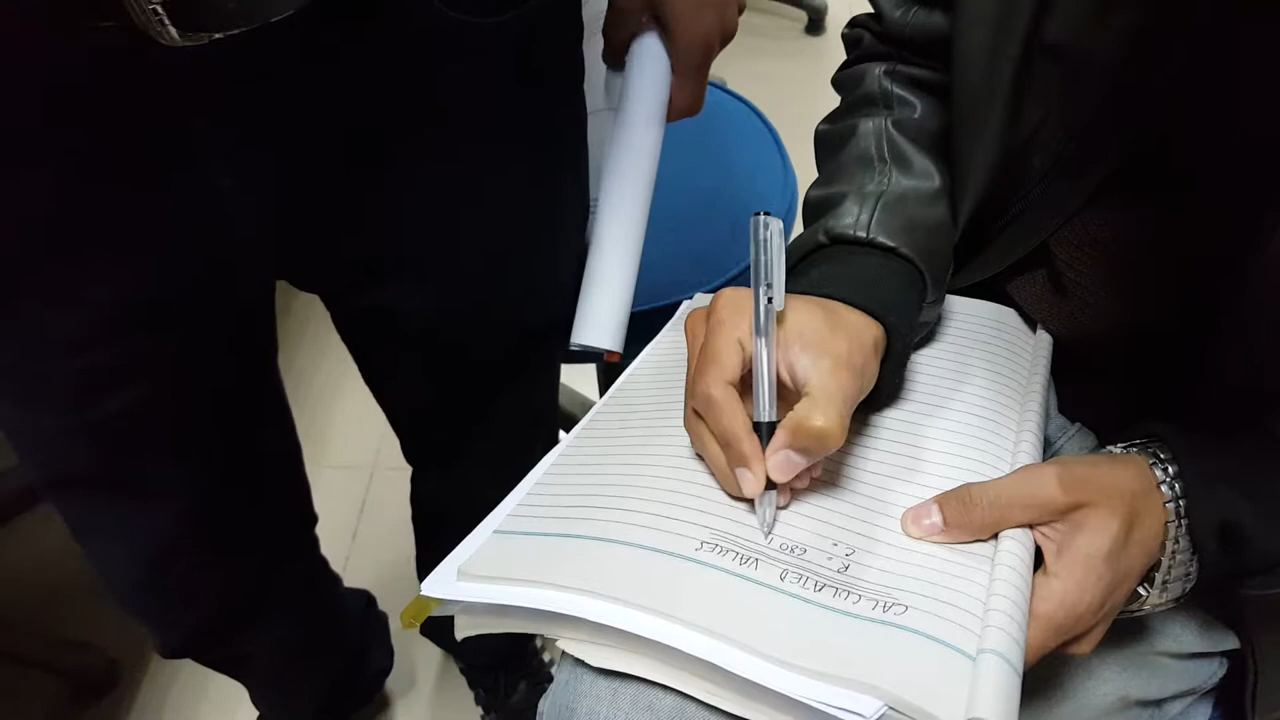 CALCULATED VALUES
R = 680
C =